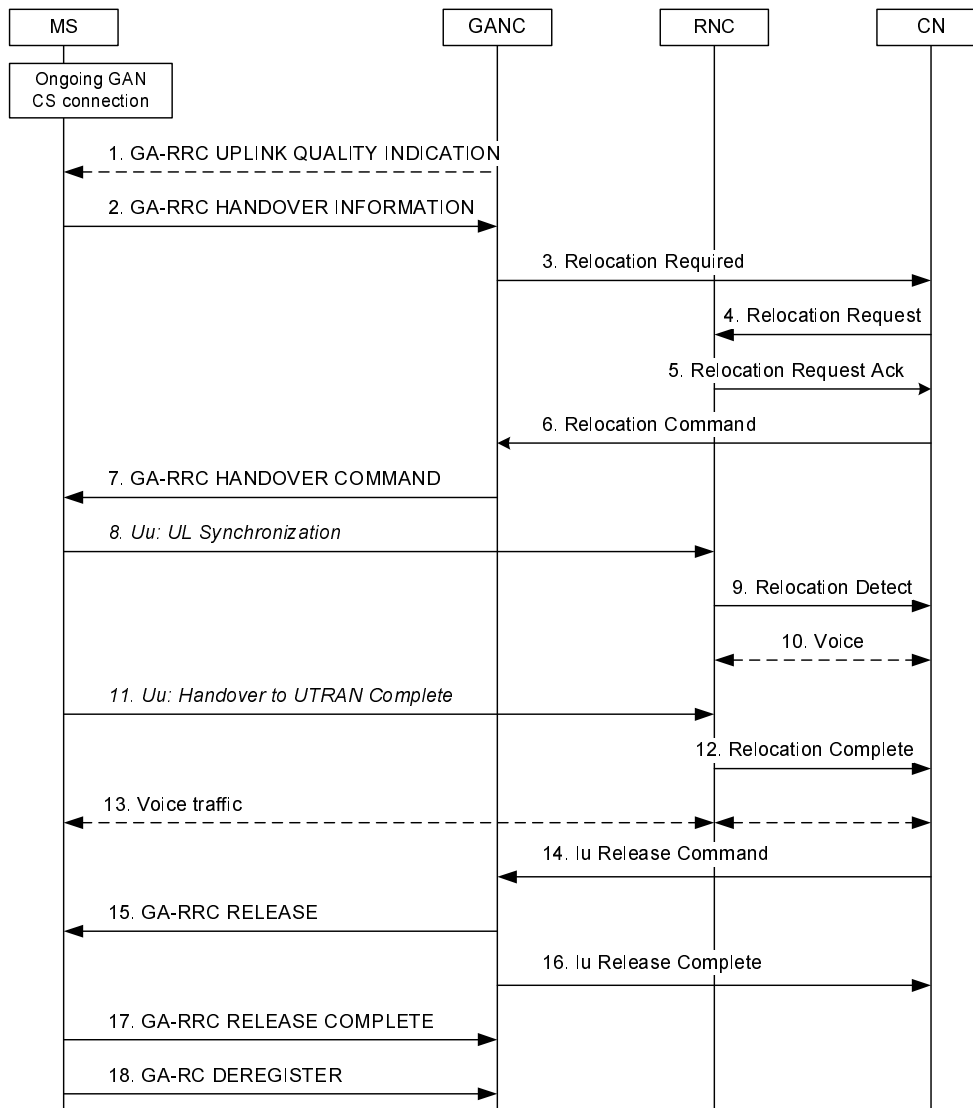 MS
GANC
RNC
CN
Ongoing GAN
CS connection
1. GA-RRC UPLINK QUALITY INDICATION
2. GA-RRC HANDOVER INFORMATION
3. Relocation Required
4. Relocation Request
5. Relocation Request Ack
6. Relocation Command
7. GA-RRC HANDOVER COMMAND
8. Uu: UL Synchronization
9. Relocation Detect
10. Voice
11. Uu: Handover to UTRAN Complete
12. Relocation Complete
13. Voice traffic
14. Iu Release Command
15. GA-RRC RELEASE
16. Iu Release Complete
17. GA-RRC RELEASE COMPLETE
18. GA-RC DEREGISTER